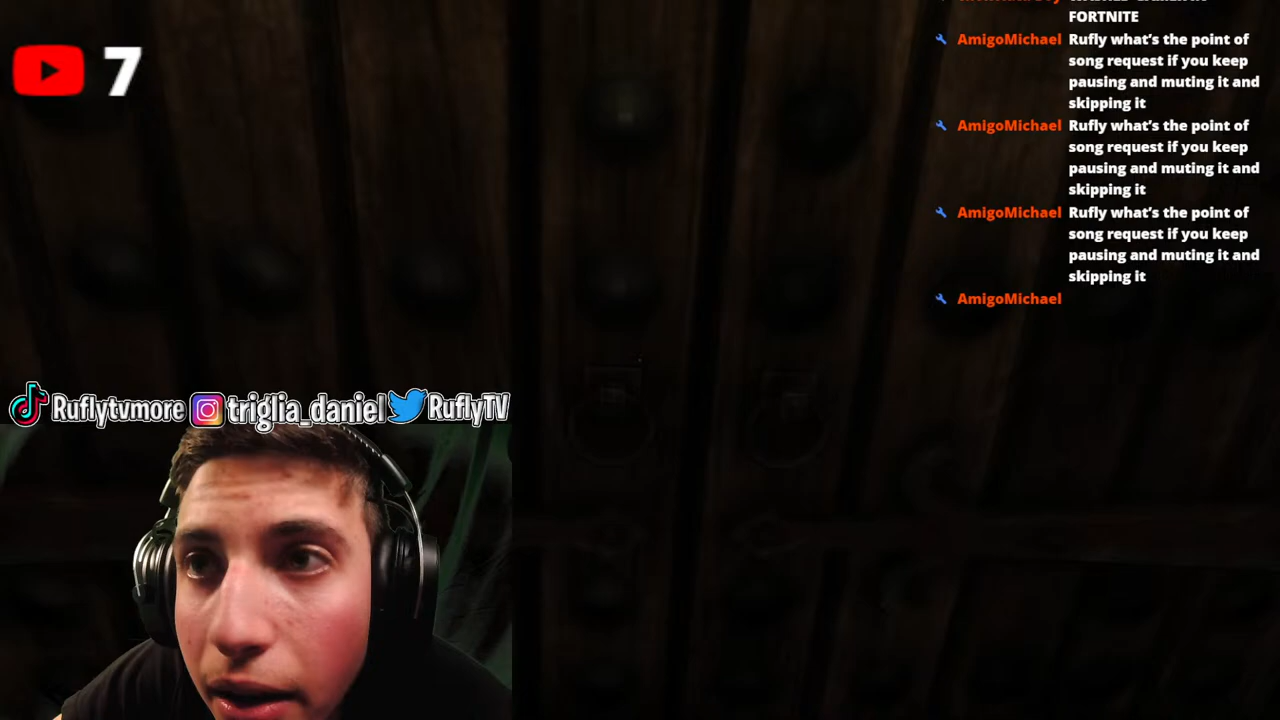 FORTNITE
7
AmigoMichael Rufly what's the point of
song request if you keep
pausing and muting it and
skipping it
AmigoMichael Rufly what's the point of
song request if you keep
pausing and muting it and
skipping it
AmigoMichael Rufly what's the point of
song request if you keep
pausing and muting it and
skipping it
AmigoMichael
Ruflytvmore triglia_daniel RuflyTV